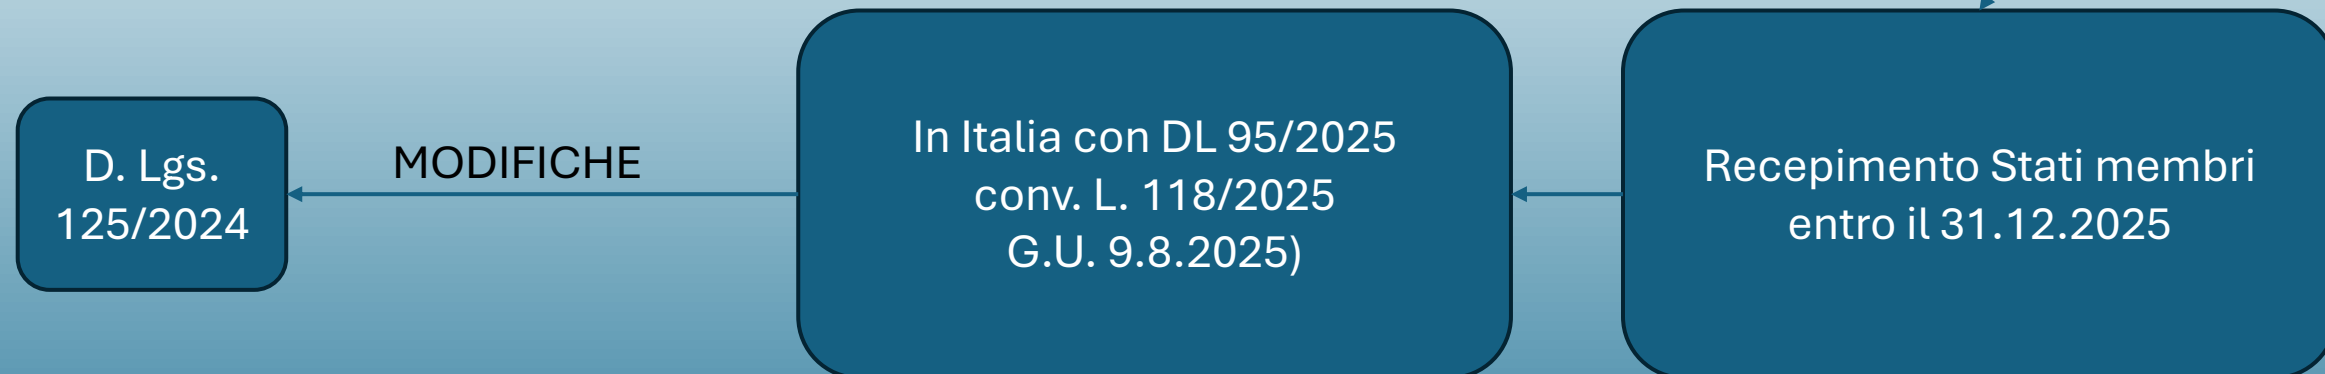 D. Lgs.
125/2024
MODIFICHE
In Italia con DL 95/2025
conv. L. 118/2025
G.U. 9.8.2025)
Recepimento Stati membri
entro il 31.12.2025